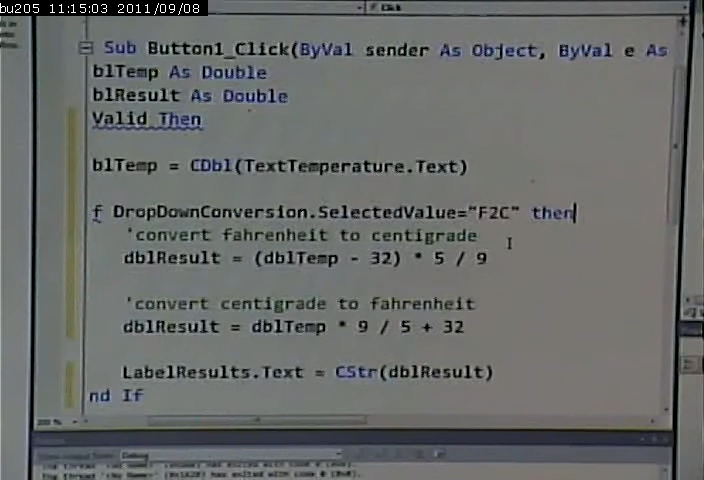 bu205 11:15:03 2011/09/08
Click
Sub Button1_Click(ByVal sender As Object, ByVal e As
blTemp As Double
blResult As Double
Valid Then
blTemp = CDbl(TextTemperature.Text)
f DropDownConversion.SelectedValue="F2C" then
'convert fahrenheit to centigrade
dblResult = (dblTemp - 32) * 5 / 9
'convert centigrade to fahrenheit
dblResult = dblTemp * 9 / 5 + 32
LabelResults.Text = CStr(dblResult)
nd If
Debug